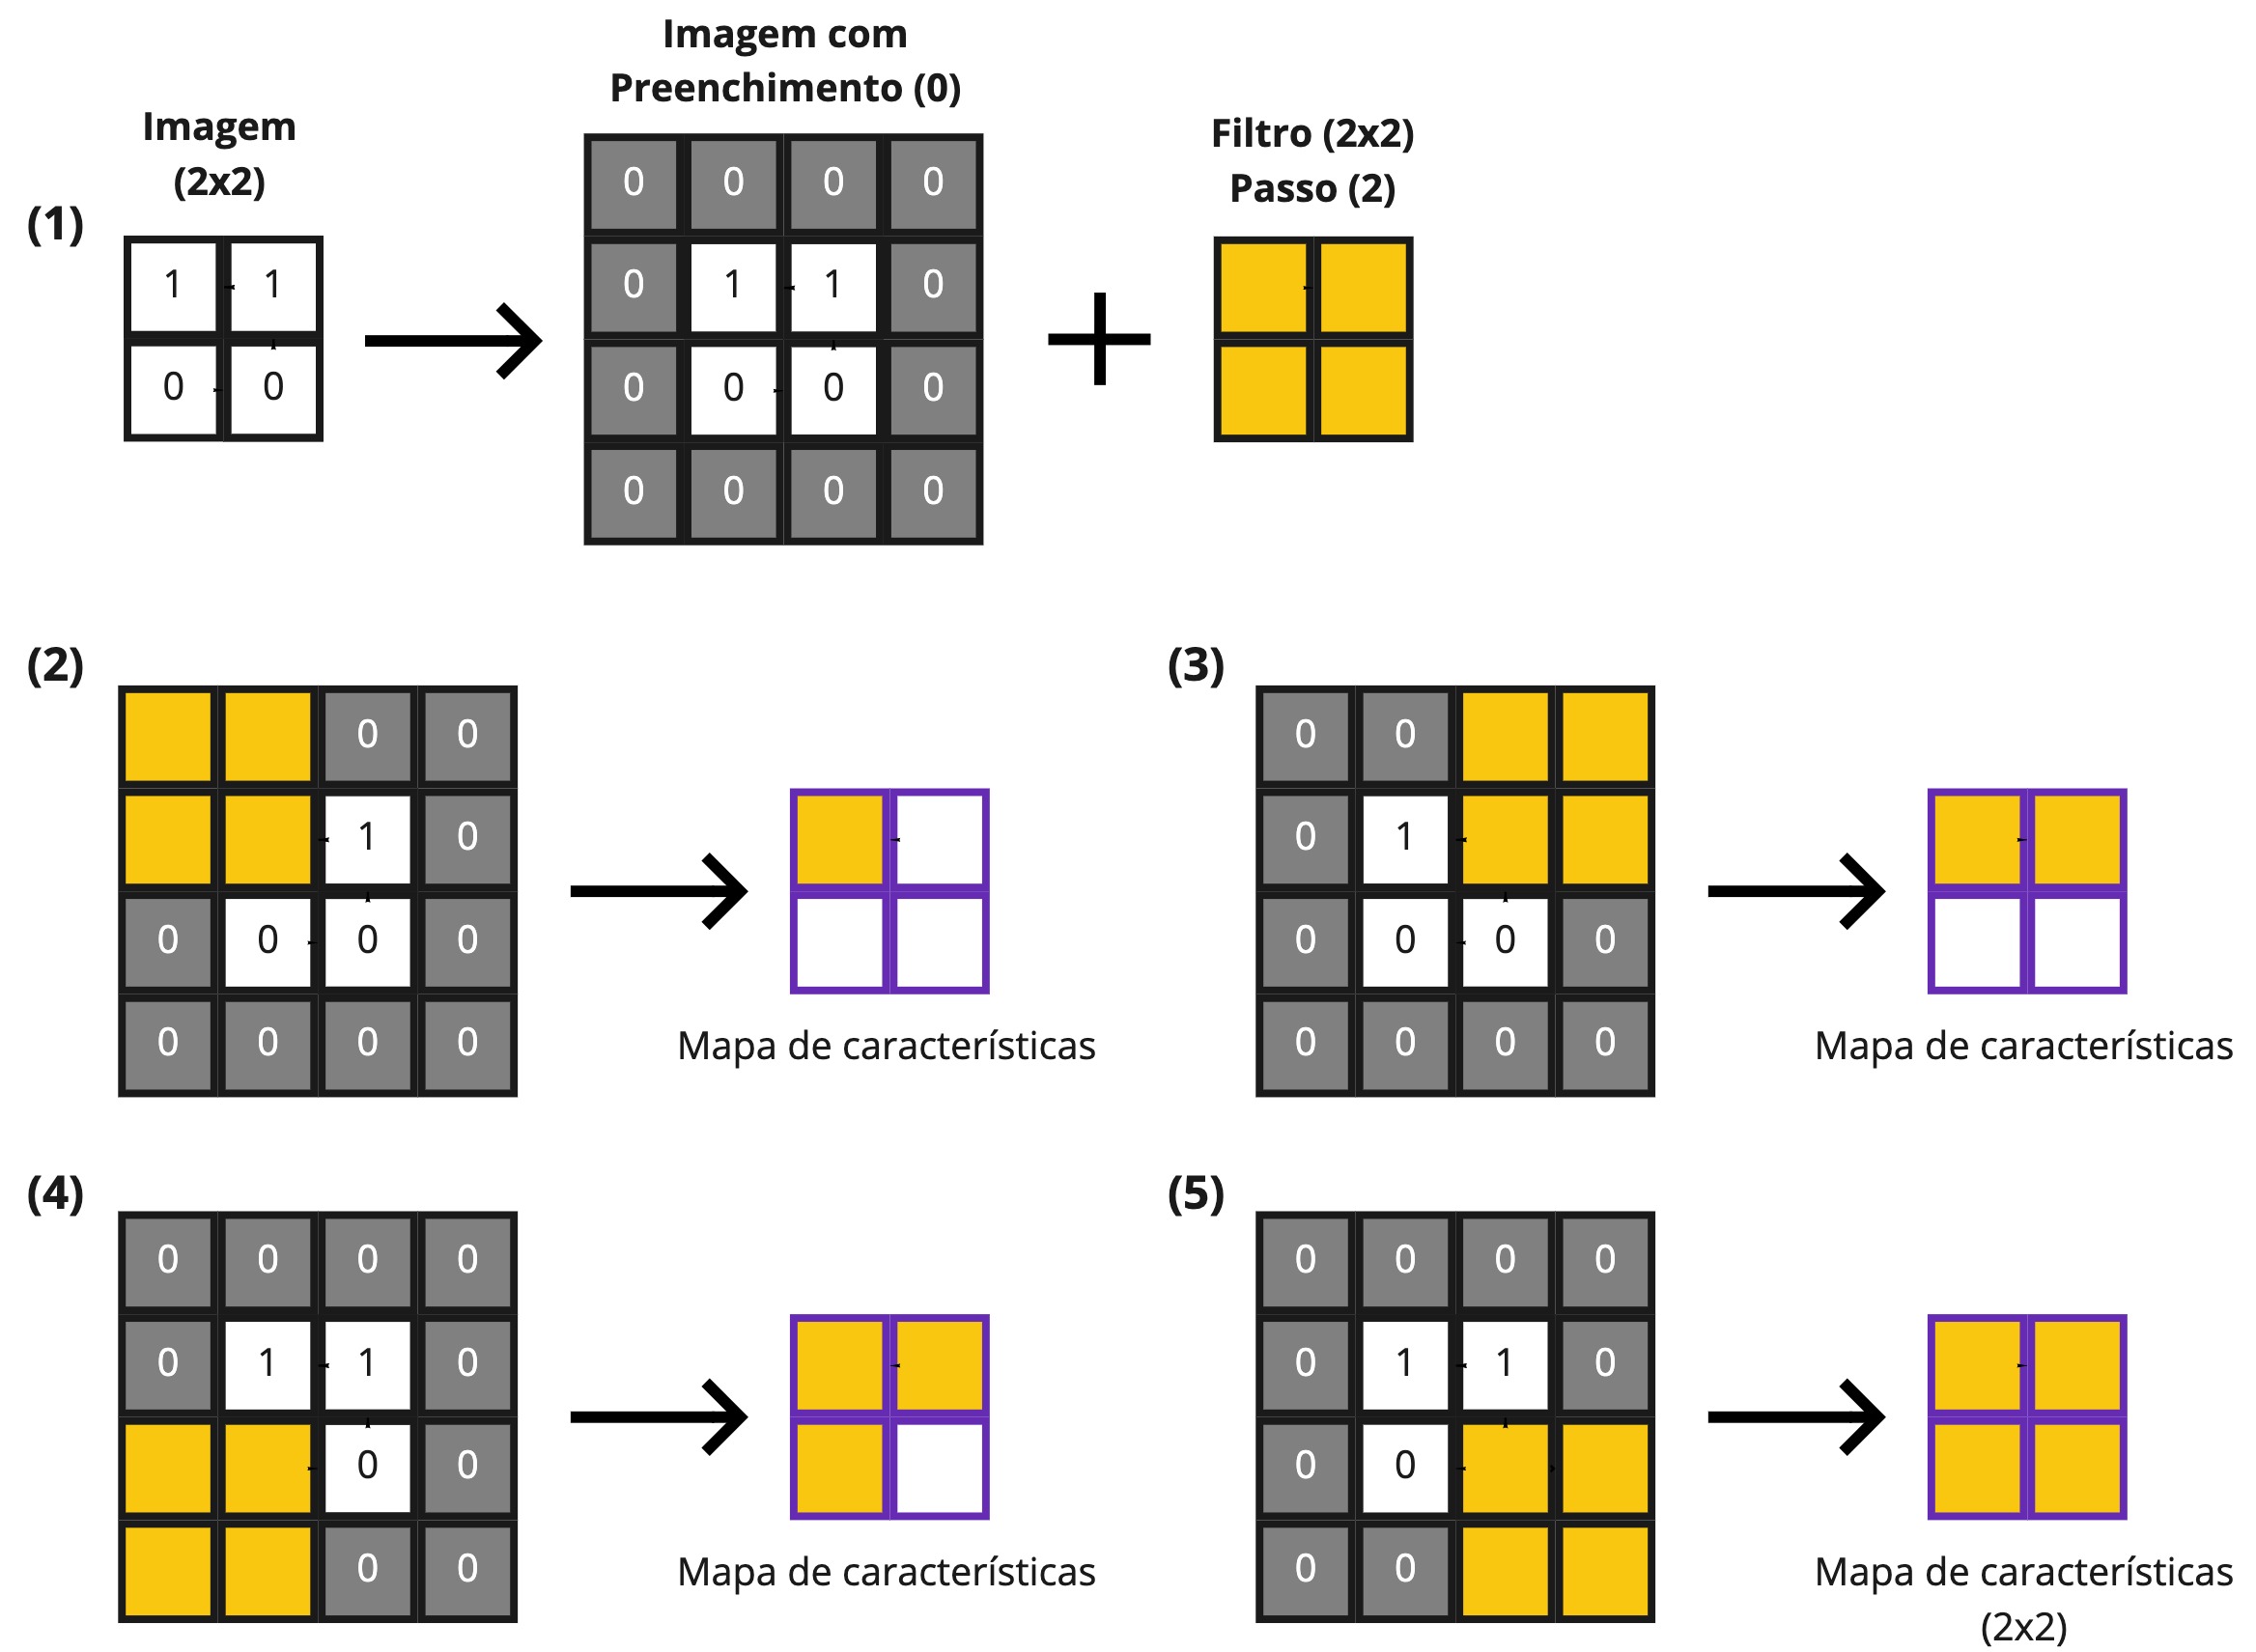 Imagem com
Preenchimento (0)
Imagem
(2x2)
Filtro (2x2)
Passo (2)
(1)
0 0 0 0
1 1 0 1 1 0
0 0 0 0 0 0
0 0 0 0
(2)
0 0
1 0
0 0 0 0
0 0 0 0
Mapa de características
(3)
0 0
0 1
0 0 0 0
0 0 0 0
Mapa de características
(4)
0 0 0 0
0 1 1 0
0 0
0 0
Mapa de características
(5)
0 0 0 0
0 1 1 0
0 0
0 0
Mapa de características
(2x2)